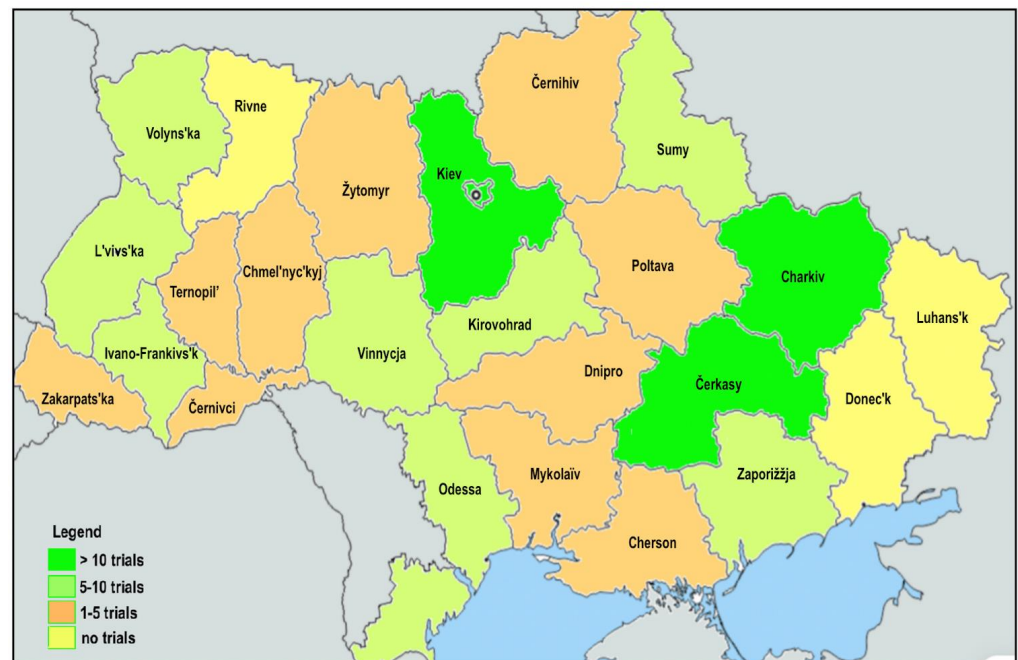 Černihiv
Rivne
Volyns'ka
Sumy
Kiev
Žytomyr
L'vivs'ka
Chmel'nyc'kyj
Poltava
Charkiv
Ternopil’
Luhans'k
Kirovohrad
Ivano-Frankivs'k
Vinnycja
Dnipro
Čerkasy
Zakarpats'ka
Donec'k
Černivci
Mykolaïv
Zaporižžja
Odessa
Cherson
Legend
> 10 trials
5-10 trials
1-5 trials
no trials